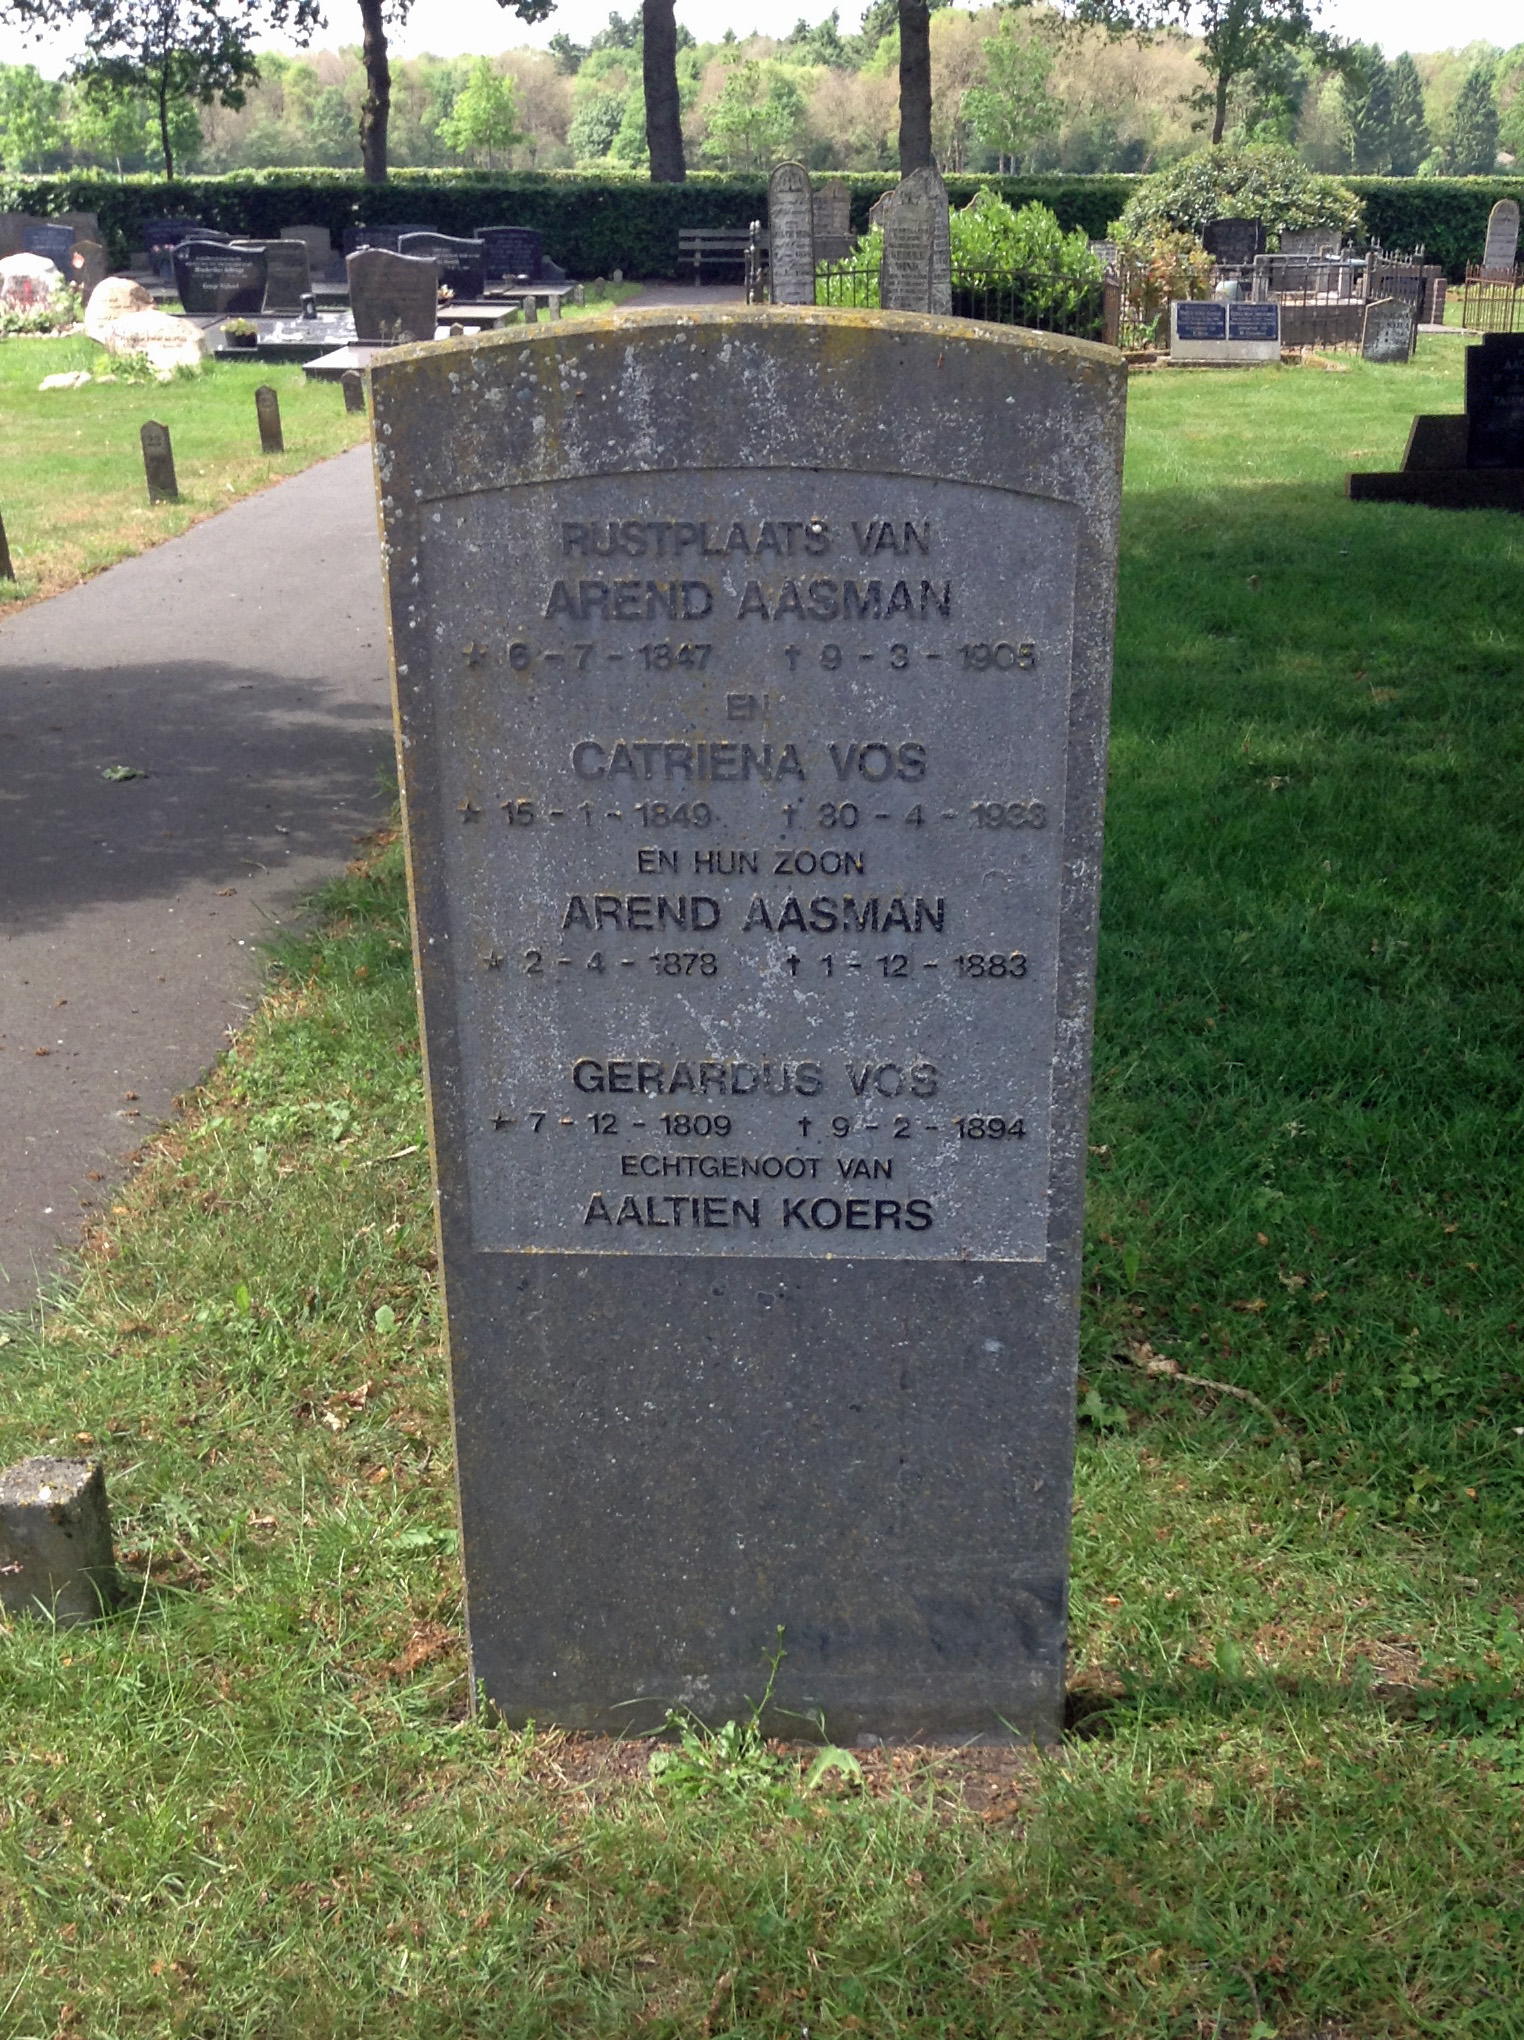 RUSTPLAATS VAN
AREND AASMAN
★ 6 - 7 - 1847 † 9 - 3 - 1905
EN
CATRIENA VOS
★ 15 - 1 - 1849 † 30 - 4 - 1933
EN HUN ZOON
AREND AASMAN
★ 2 - 4 - 1878 † 1 - 12 - 1883
GERARDUS VOS
★ 7 - 12 - 1809 † 9 - 2 - 1894
ECHTGENOOT VAN
AALTIEN KOERS